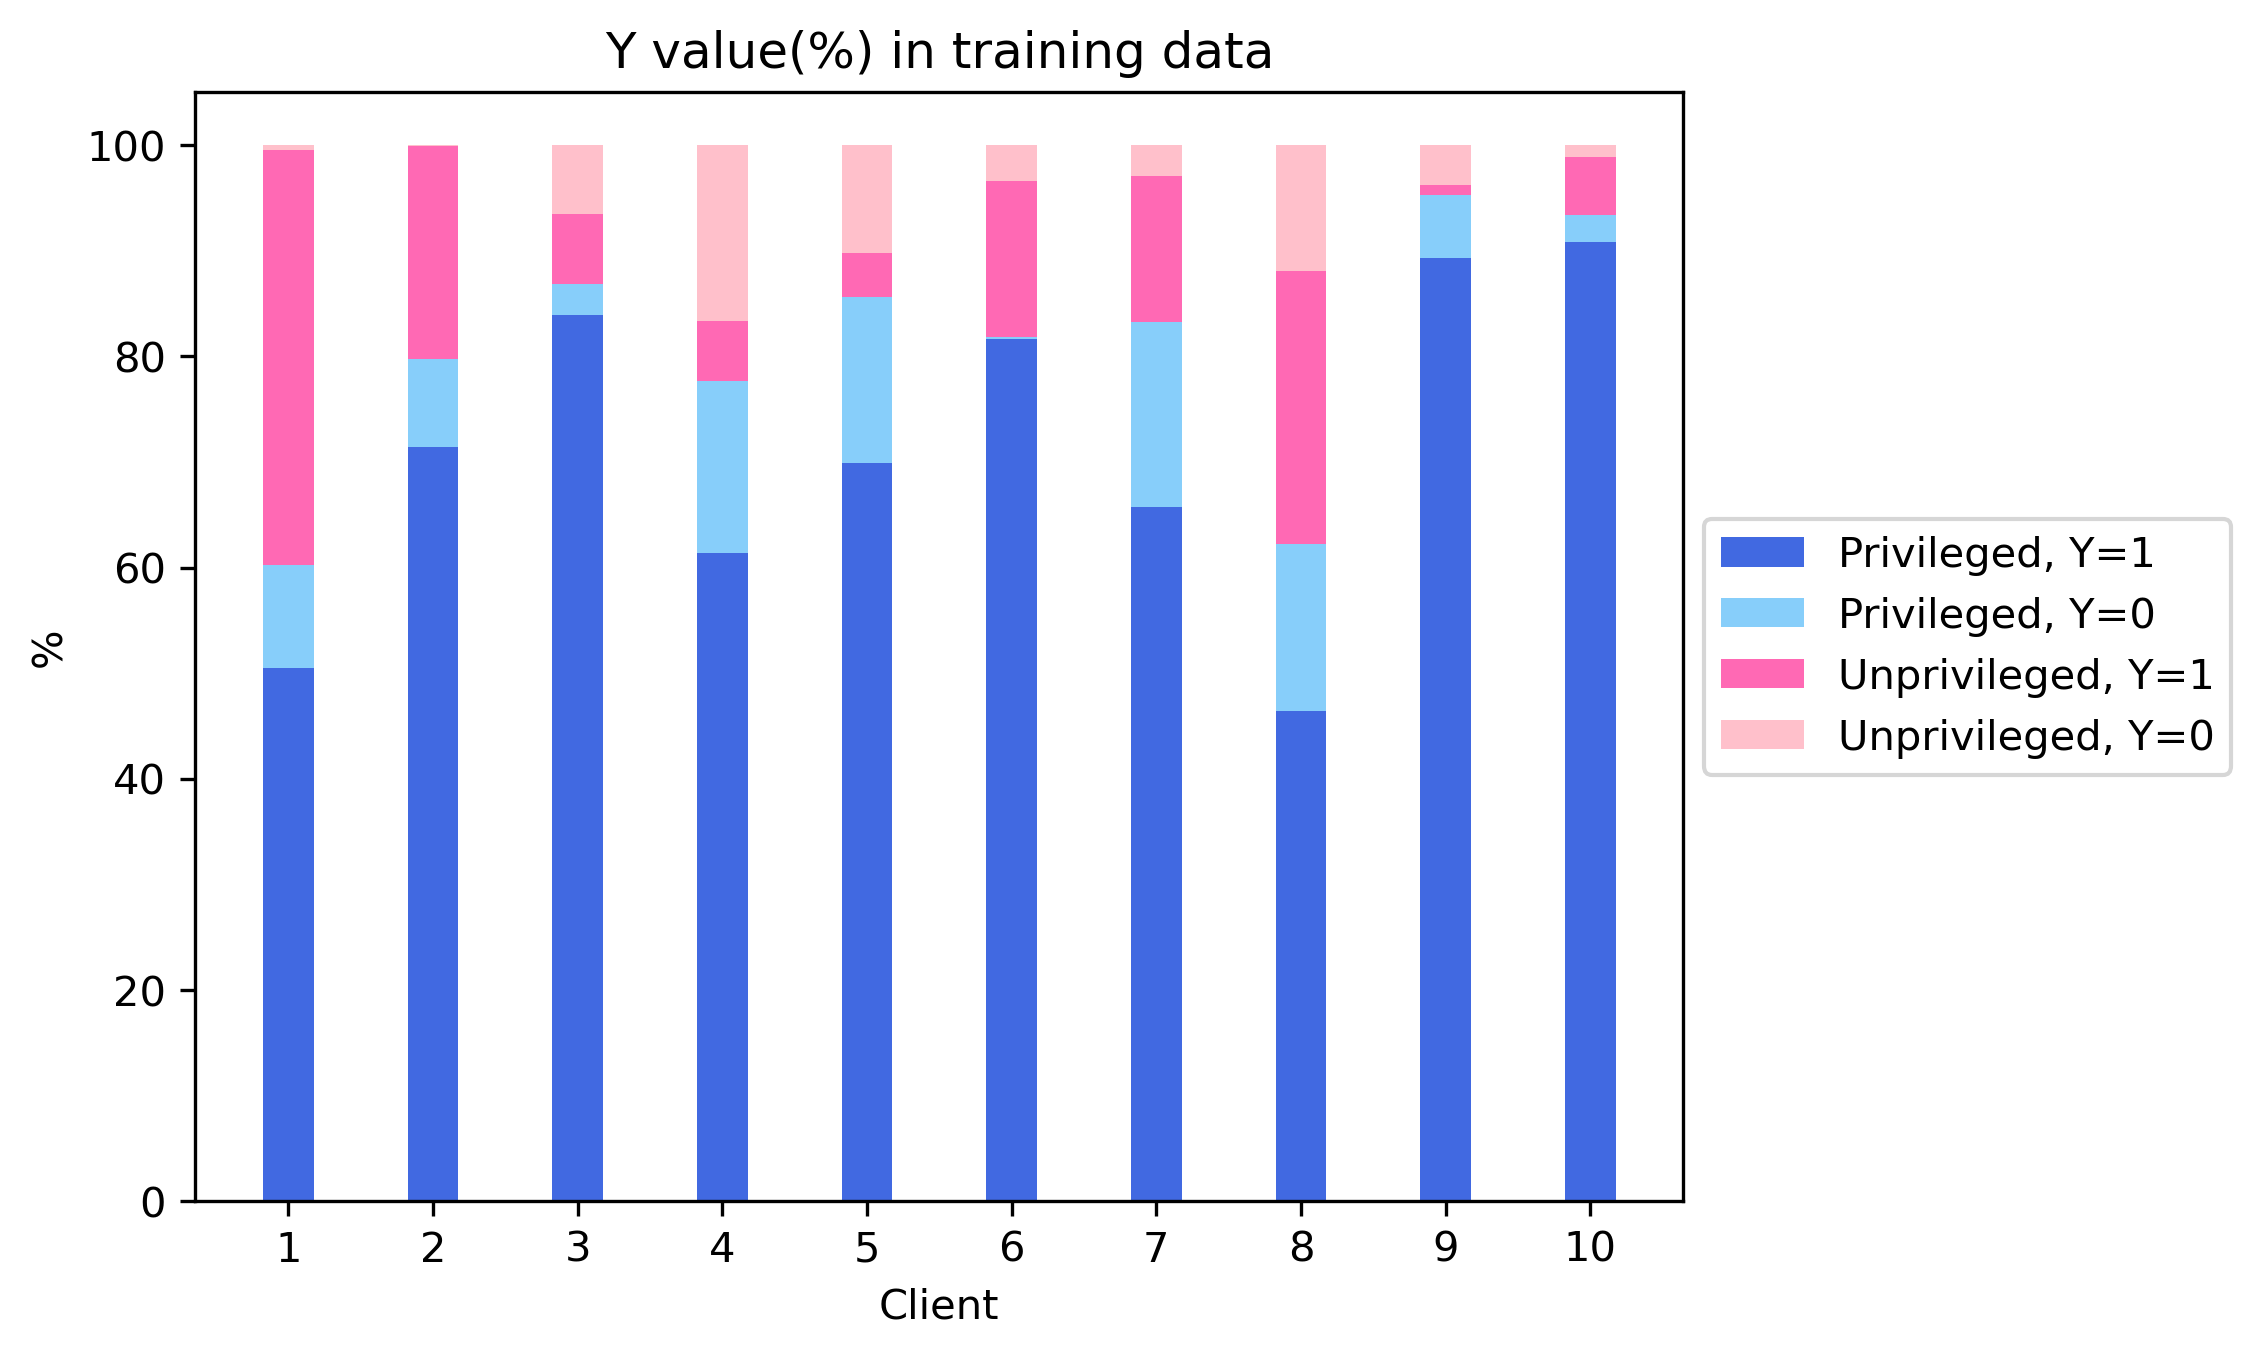 Y value(%) in training data
100
80
60
40
20
0
%
1 2 3 4 5 6 7 8 9 10
Client
Privileged, Y=1
Privileged, Y=0
Unprivileged, Y=1
Unprivileged, Y=0